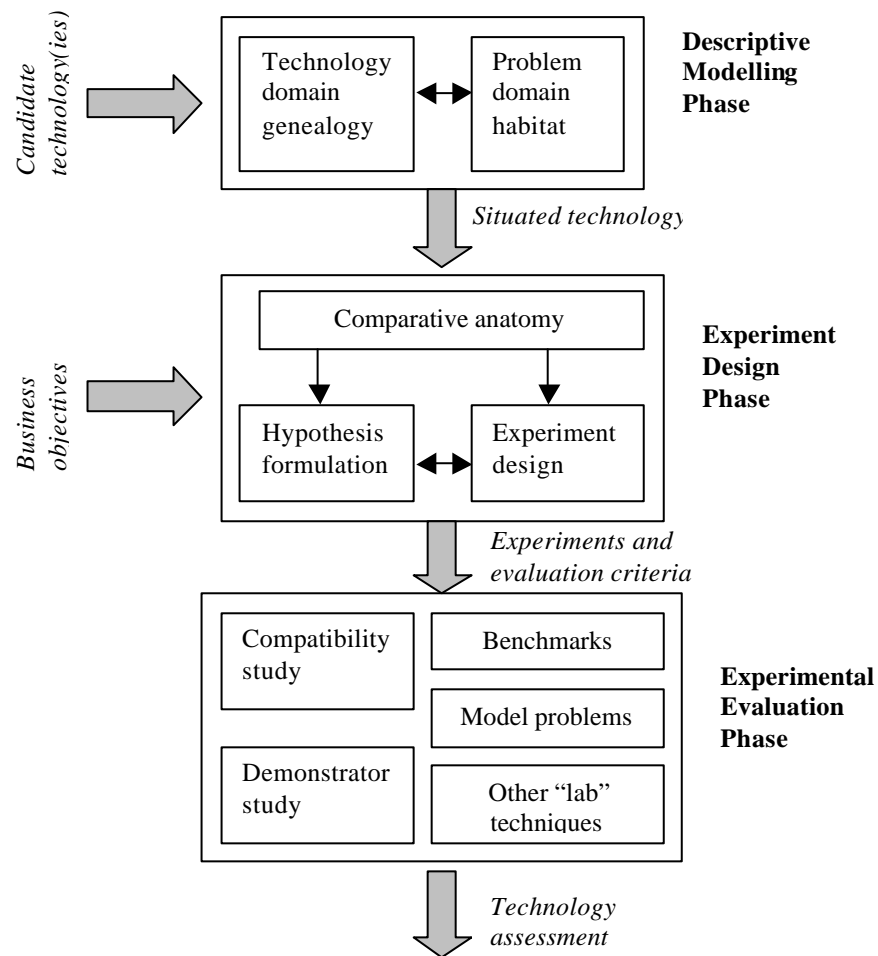 Candidate
technology(ies)
Technology
domain
genealogy
Problem
domain
habitat
Descriptive
Modelling
Phase
Situated technology
Business
objectives
Comparative anatomy
Hypothesis
formulation
Experiment
design
Experiment
Design
Phase
Experiments and
evaluation criteria
Compatibility
study
Demonstrator
study
Benchmarks
Model problems
Other “lab”
techniques
Experimental
Evaluation
Phase
Technology
assessment